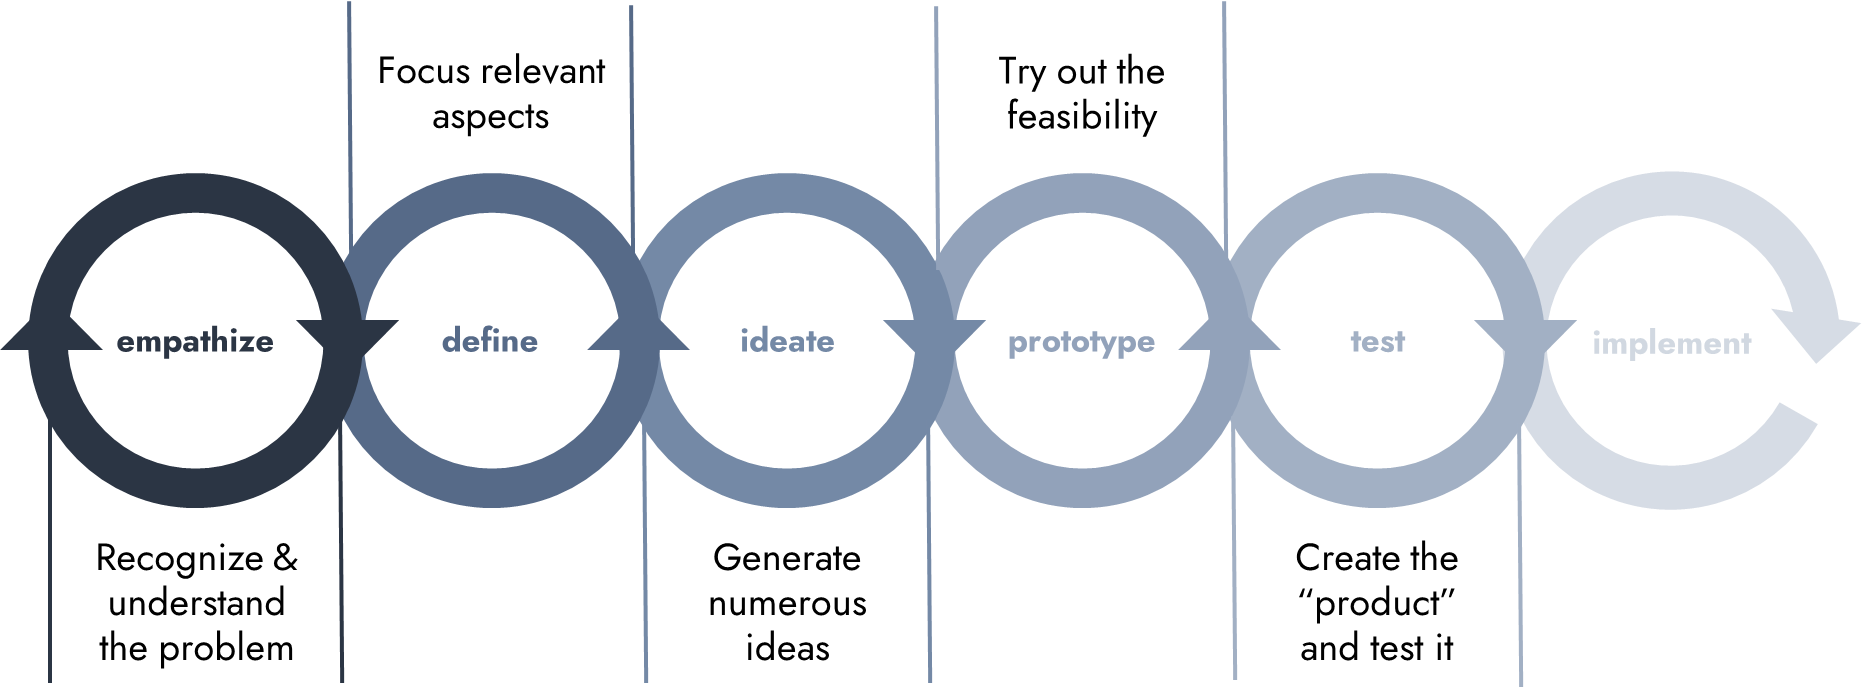 Focus relevant
aspects
Try out the
feasibility
empathize
define
ideate
prototype
test
implement
Recognize &
understand
the problem
Generate
numerous
ideas
Create the
“product”
and test it